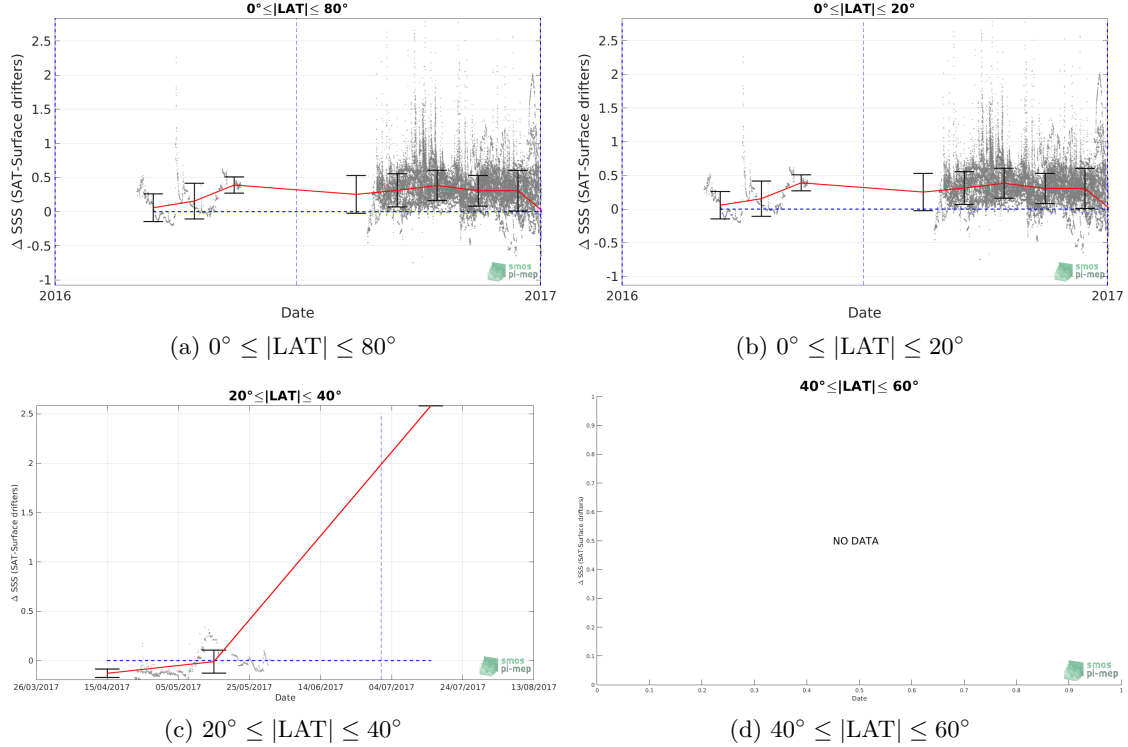 0°≤|LAT|≤ 80°
Δ SSS (SAT-Surface drifters)
2.5
2
1.5
1
0.5
0
-0.5
-1
2016
2017
Date
smos
pi-mep
(a) 0° ≤ |LAT| ≤ 80°
0°≤|LAT|≤ 20°
Δ SSS (SAT-Surface drifters)
2.5
2
1.5
1
0.5
0
-0.5
-1
2016
2017
Date
smos
pi-mep
(b) 0° ≤ |LAT| ≤ 20°
20°≤|LAT|≤ 40°
Δ SSS (SAT-Surface drifters)
2.5
2
1.5
1
0.5
0
26/03/2017 15/04/2017 05/05/2017 25/05/2017 14/06/2017 04/07/2017 24/07/2017 13/08/2017
Date
smos
pi-mep
(c) 20° ≤ |LAT| ≤ 40°
40°≤|LAT|≤ 60°
Δ SSS (SAT-Surface drifters)
1
0.9
0.8
0.7
0.6
0.5
0.4
0.3
0.2
0.1
0
NO DATA
0 0.1 0.2 0.3 0.4 0.5 0.6 0.7 0.8 0.9 1
Date
smos
pi-mep
(d) 40° ≤ |LAT| ≤ 60°